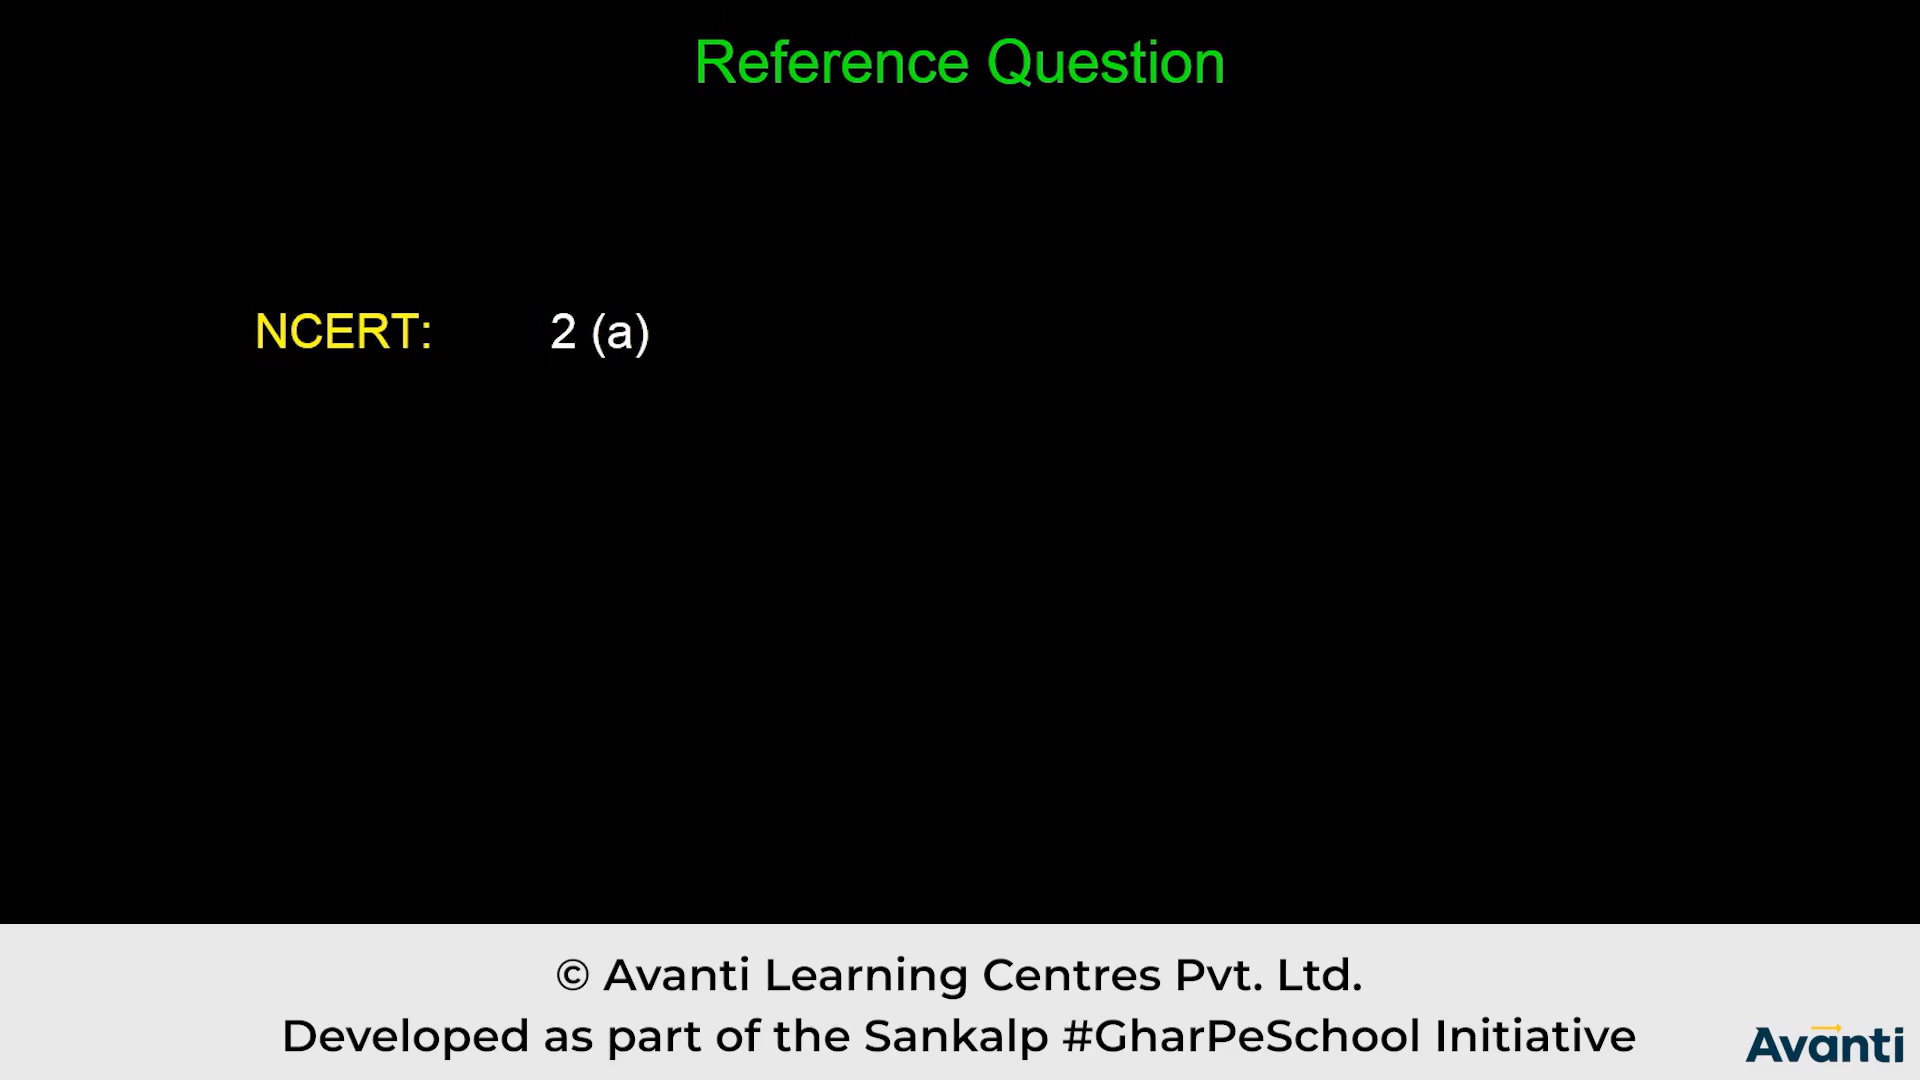 Reference Question
NCERT: 2 (a)
© Avanti Learning Centres Pvt. Ltd.
Developed as part of the Sankalp #GharPeSchool Initiative
Avanti